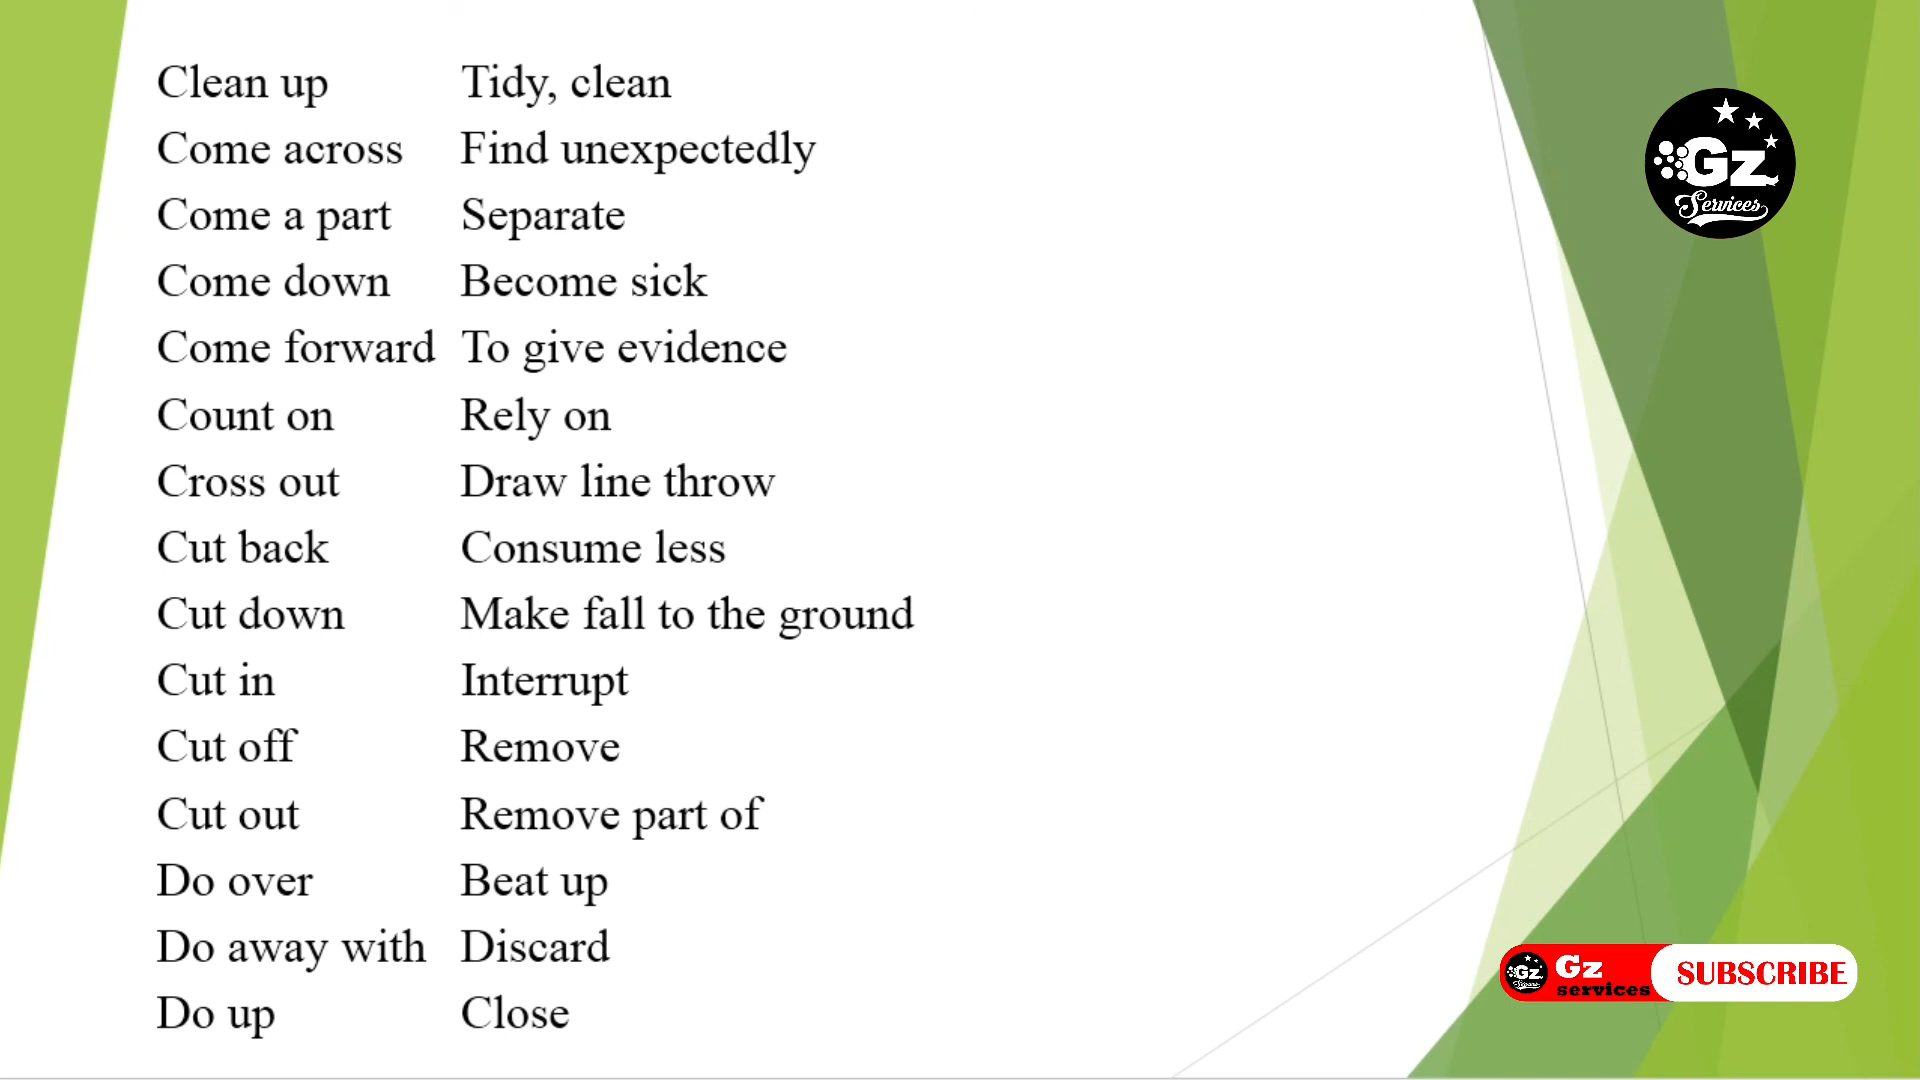 Clean up Tidy, clean
Come across Find unexpectedly
Come a part Separate
Come down Become sick
Come forward To give evidence
Count on Rely on
Cross out Draw line throw
Cut back Consume less
Cut down Make fall to the ground
Cut in Interrupt
Cut off Remove
Cut out Remove part of
Do over Beat up
Do away with Discard
Do up Close
Gz
Services
Gz
Services
Gz
services
SUBSCRIBE